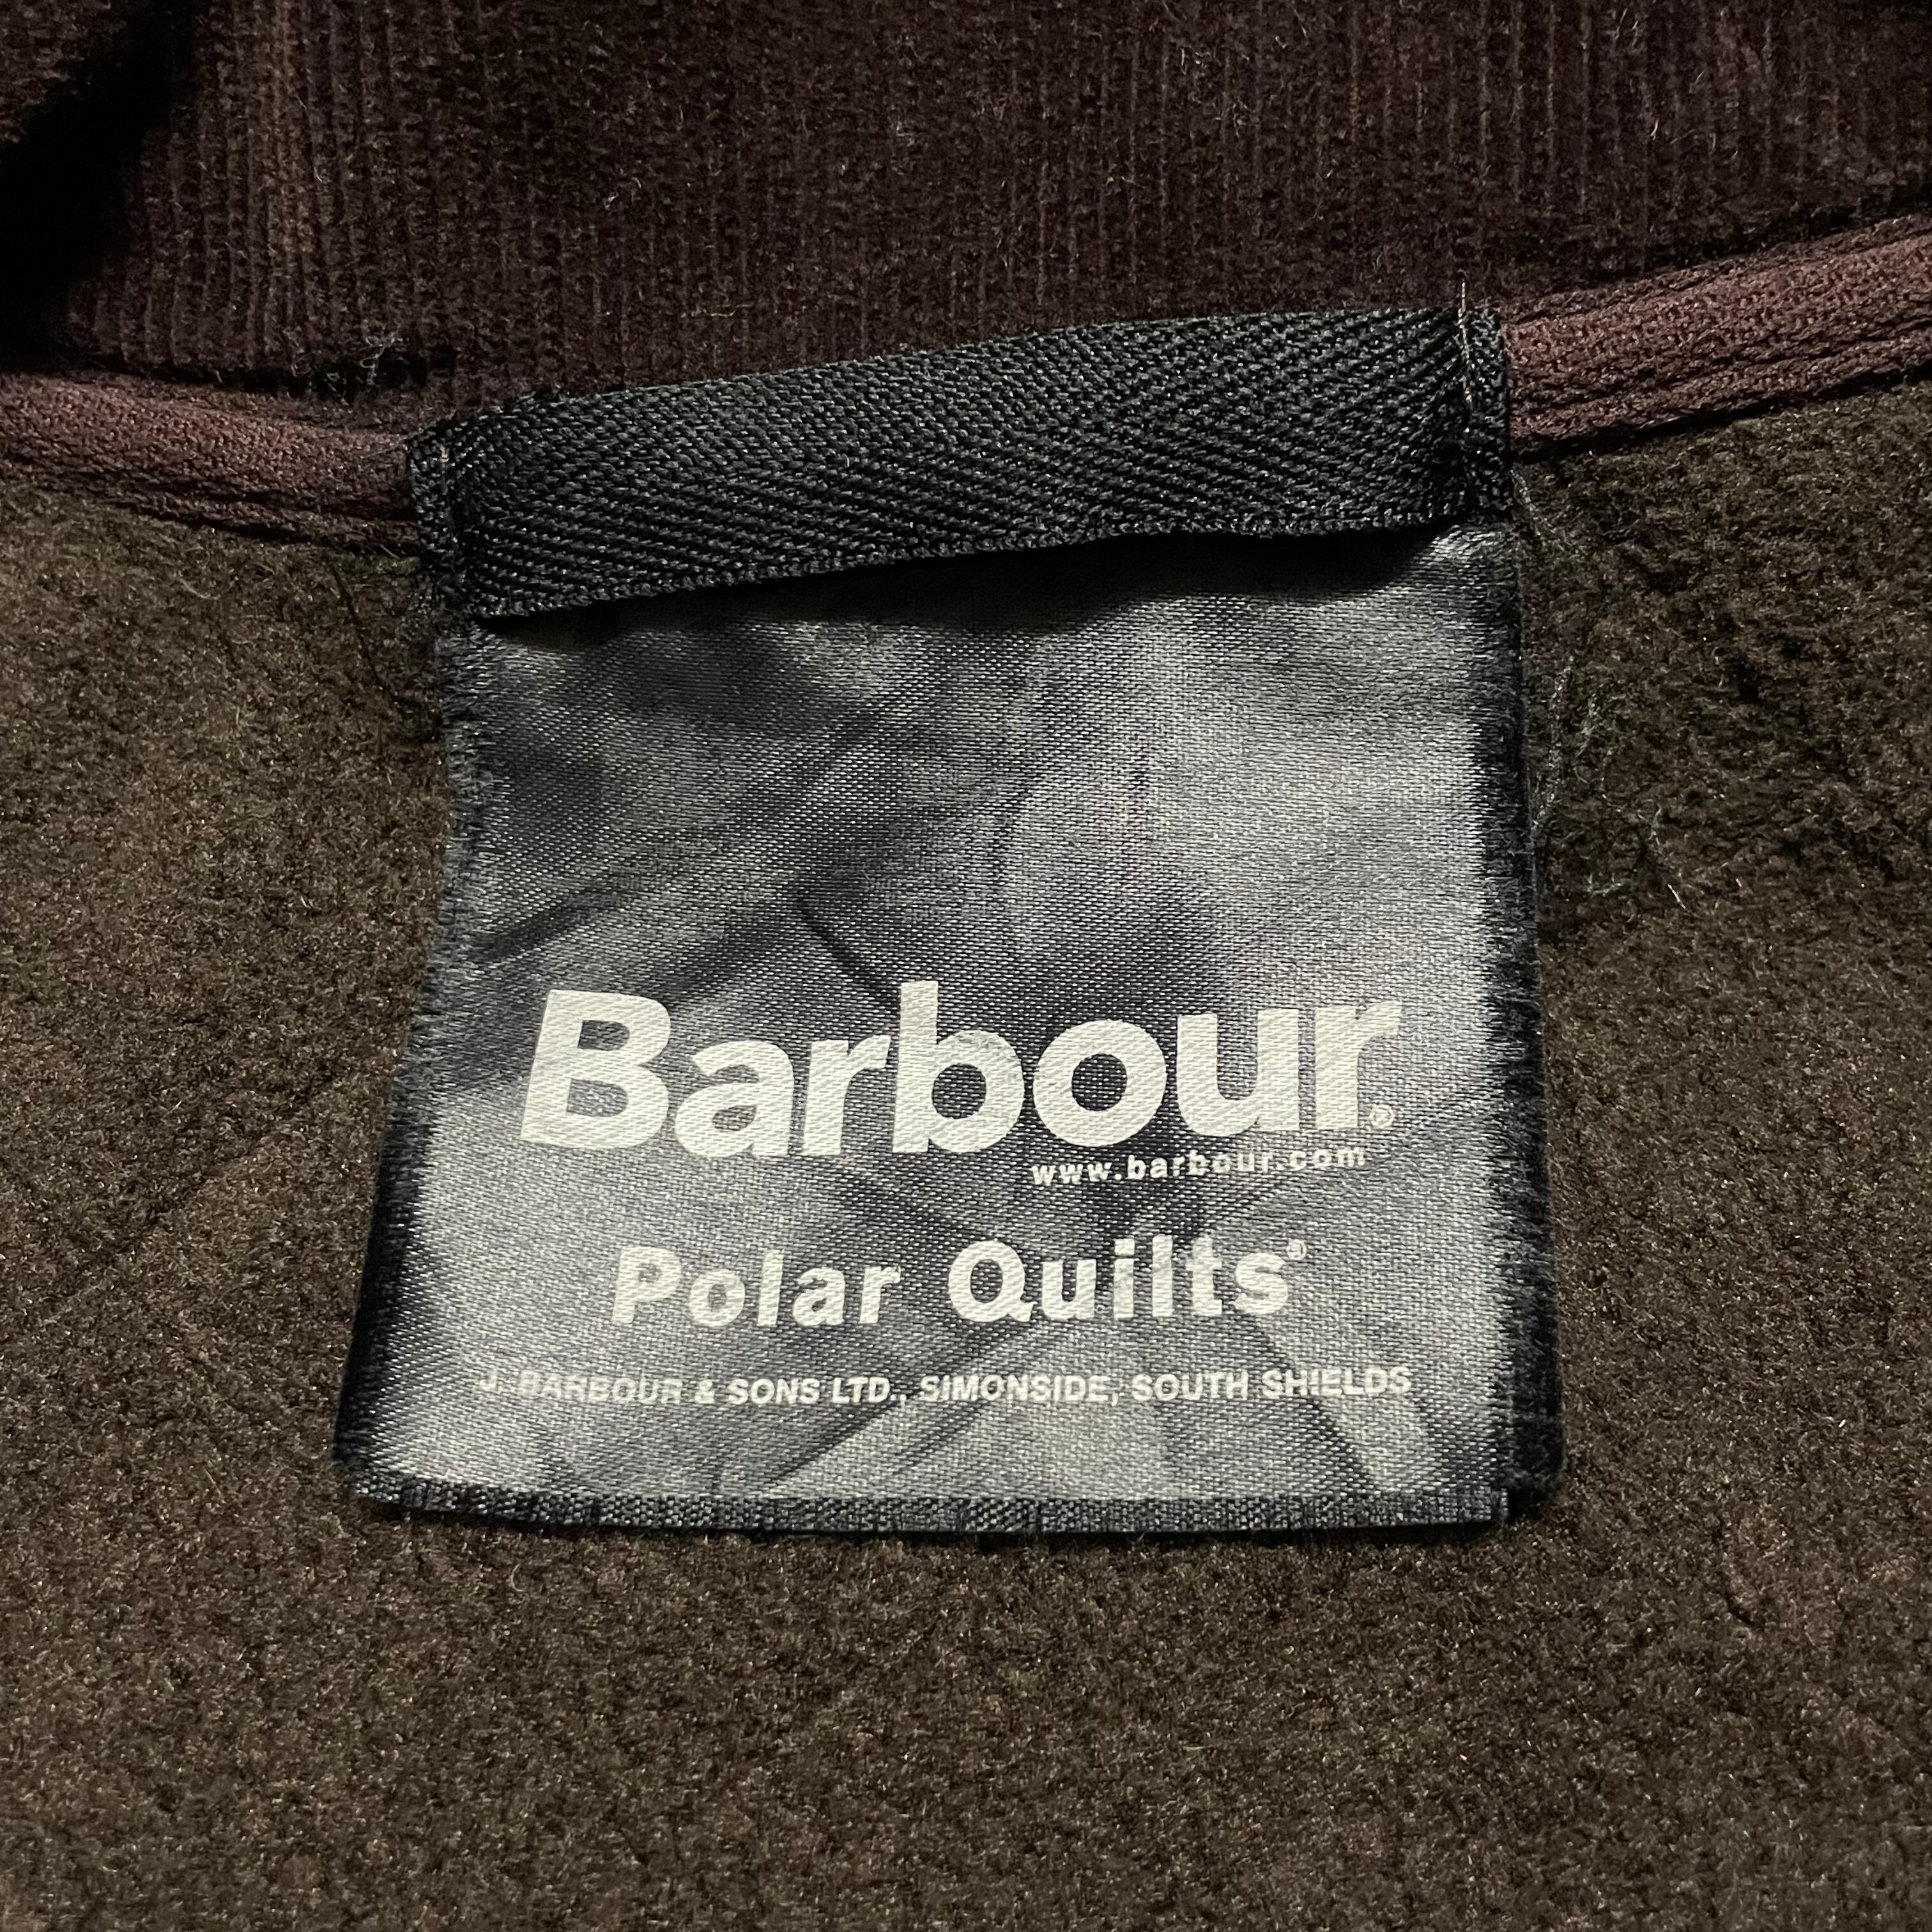 Barbour®
www.barbour.com
Polar Quilts®
J. BARBOUR & SONS LTD., SIMONSIDE, SOUTH SHIELDS